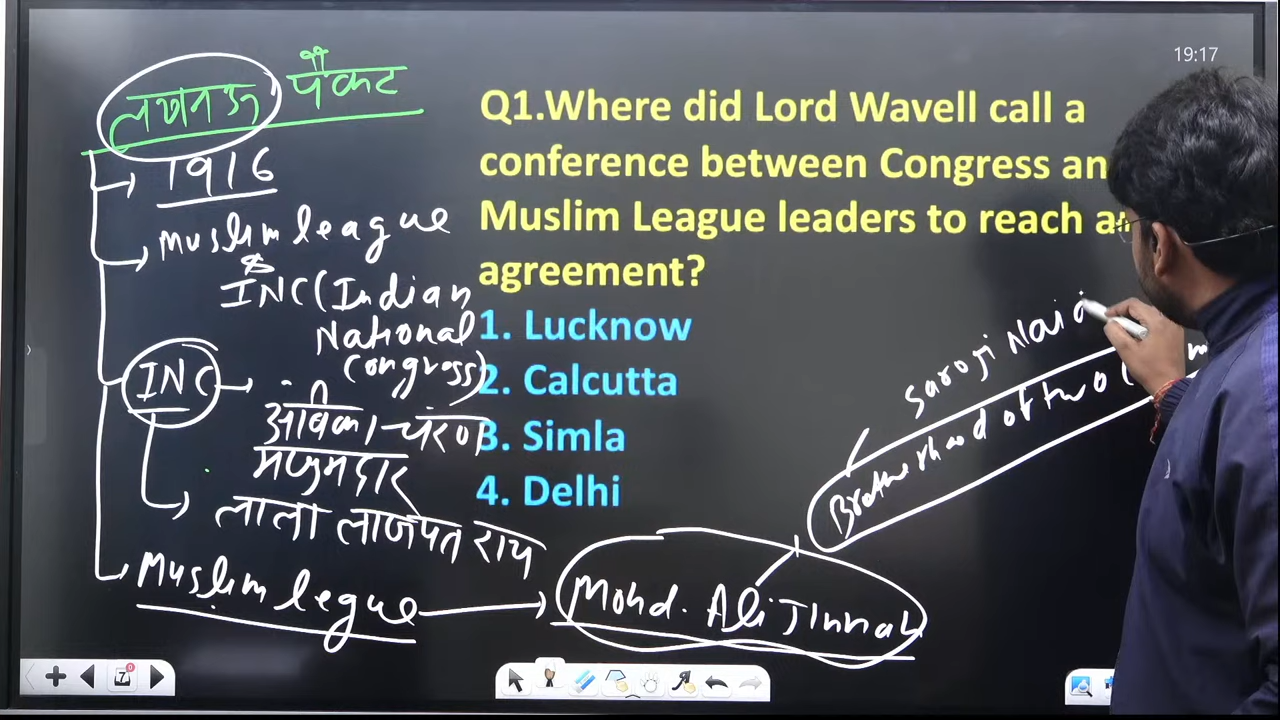 19:17
लखनऊ पैक्ट
1916
Muslim league
&
INC (Indian
National
Congress)
INC
अंबिका चरण
मजुमदार
लाला लाजपत राय
Muslim legue
Mohd. Ali Jinnah
Q1.Where did Lord Wavell call a
conference between Congress an
Muslim League leaders to reach an
agreement?
1. Lucknow
2. Calcutta
3. Simla
4. Delhi
Saroji Naid
Brotherhood of two
7